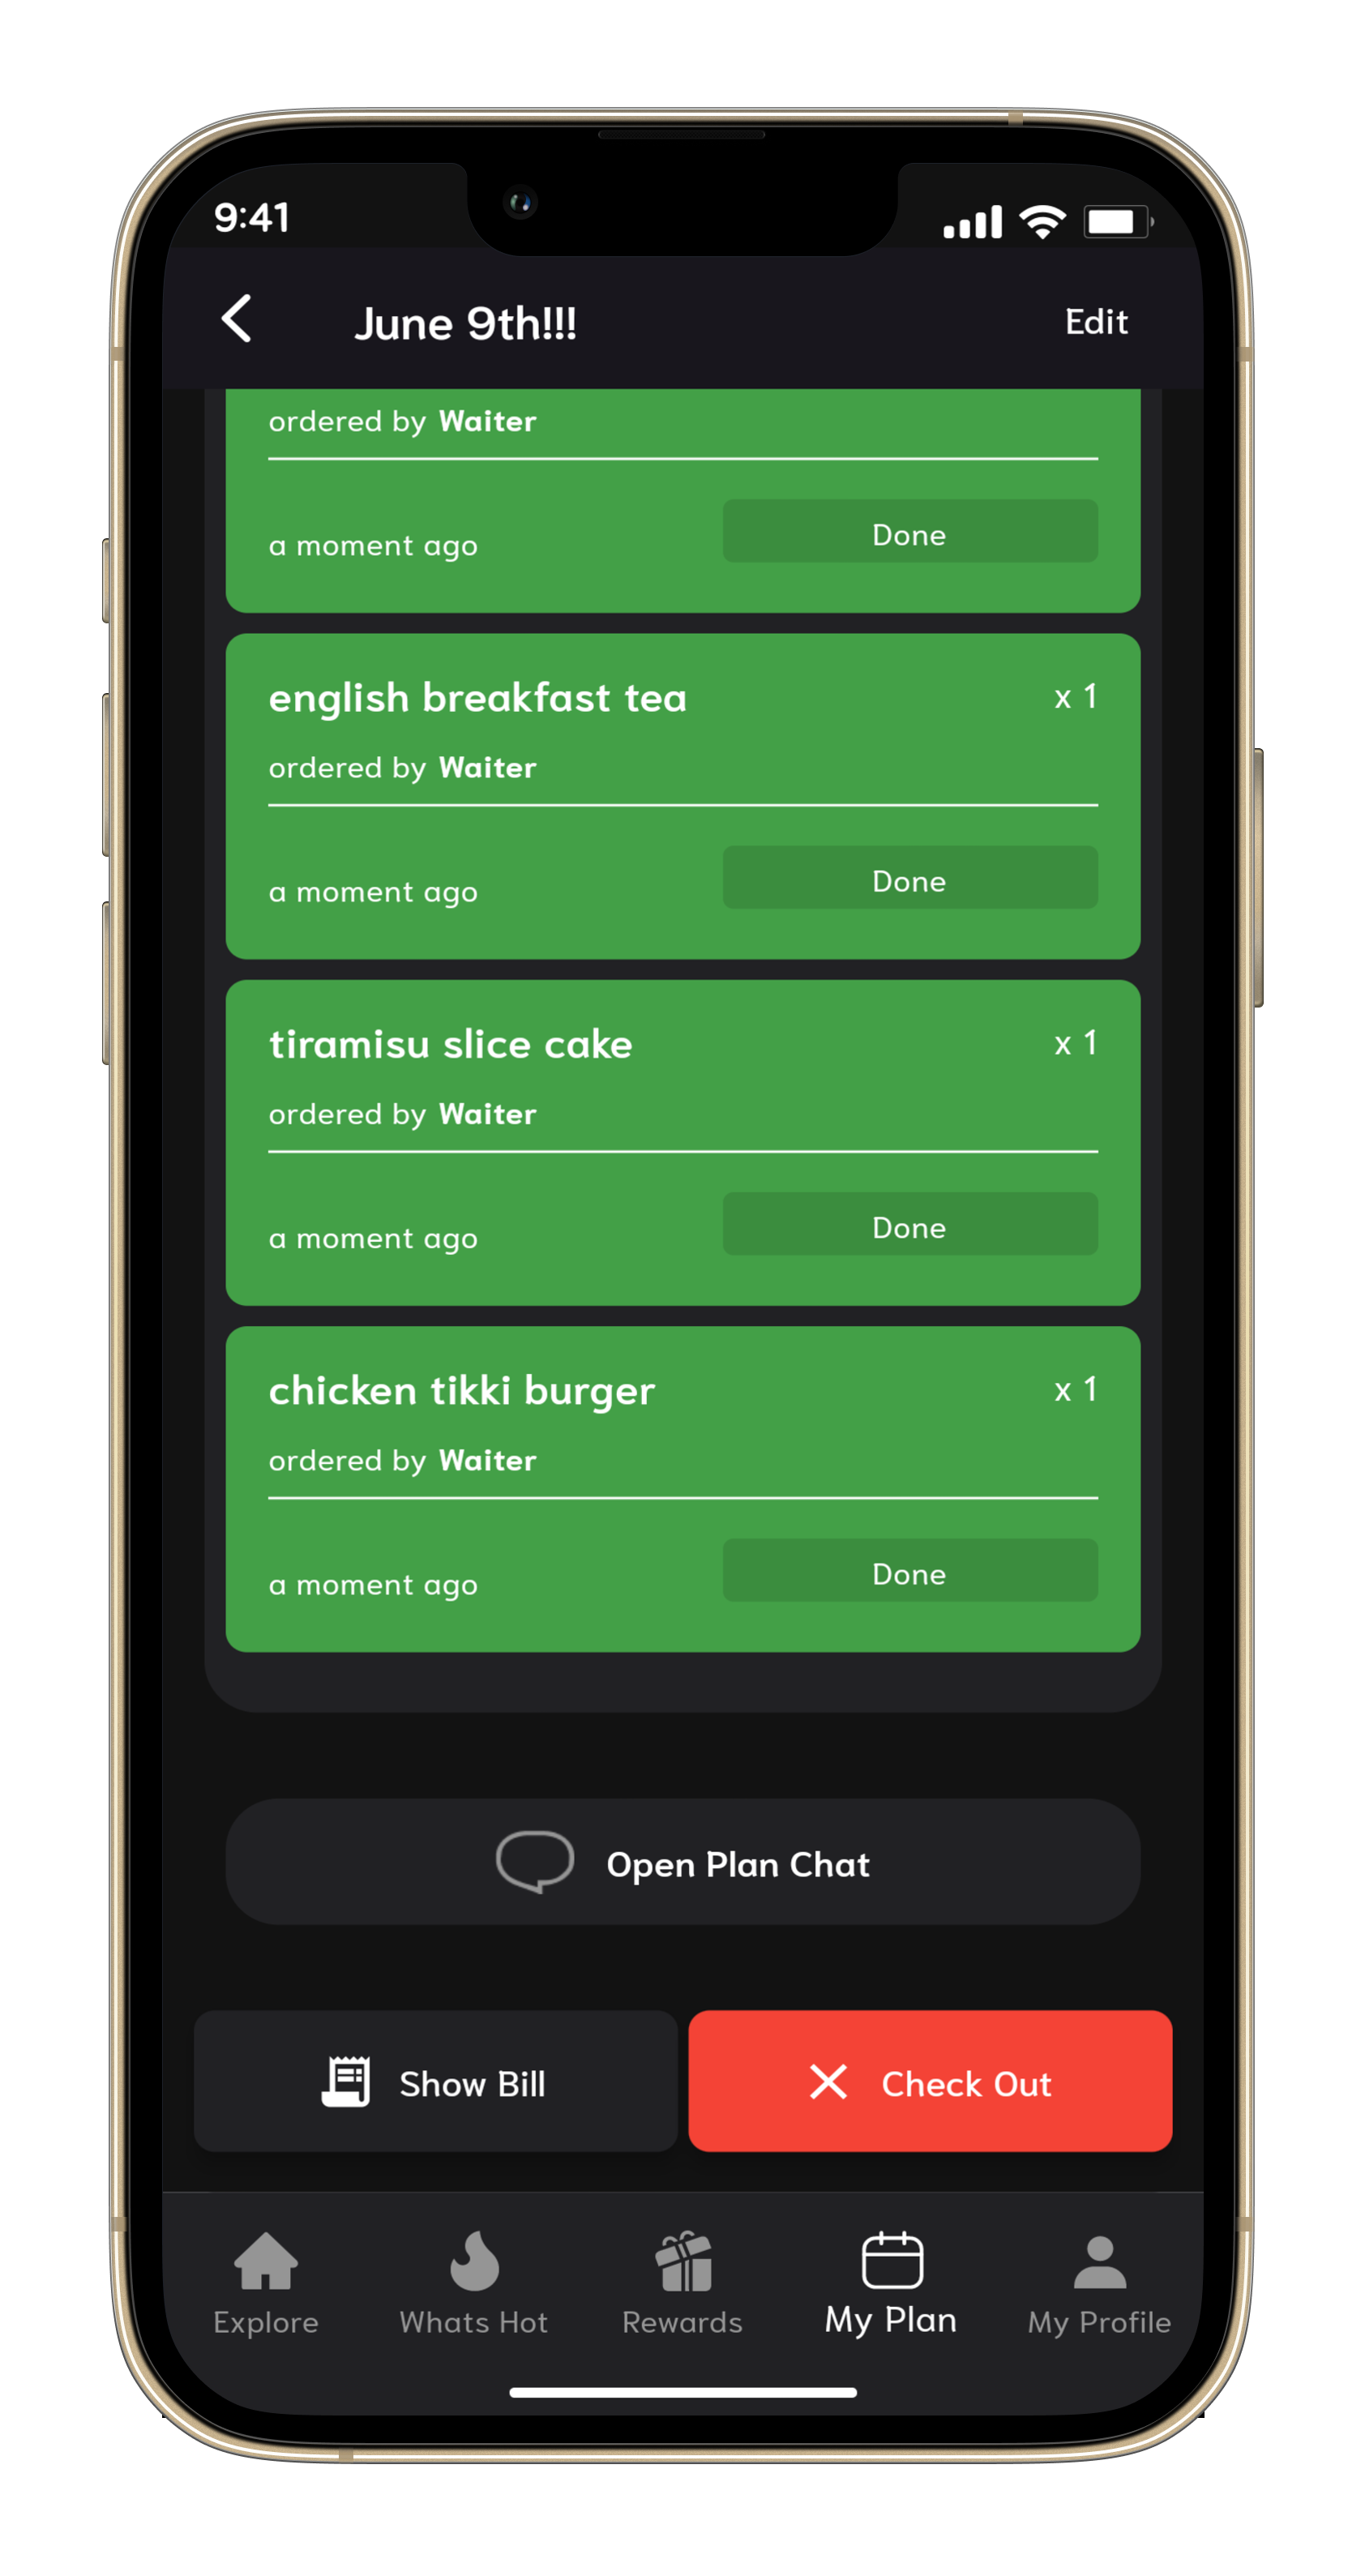 9:41
June 9th!!!
Edit
ordered by Waiter
a moment ago
Done
english breakfast tea
x 1
ordered by Waiter
a moment ago
Done
tiramisu slice cake
x 1
ordered by Waiter
a moment ago
Done
chicken tikki burger
x 1
ordered by Waiter
a moment ago
Done
Open Plan Chat
Show Bill
Check Out
Explore
Whats Hot
Rewards
My Plan
My Profile